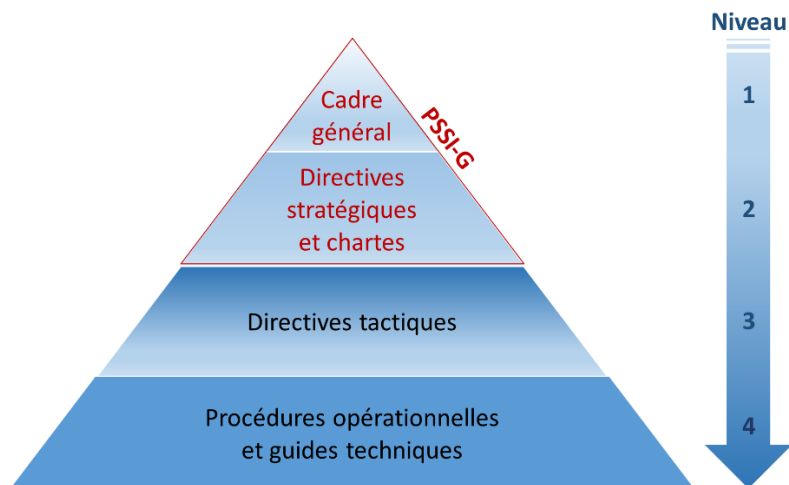 Niveau
1
Cadre
général
PSSI-G
Directives
stratégiques
et chartes
2
Directives tactiques
3
Procédures opérationnelles
et guides techniques
4